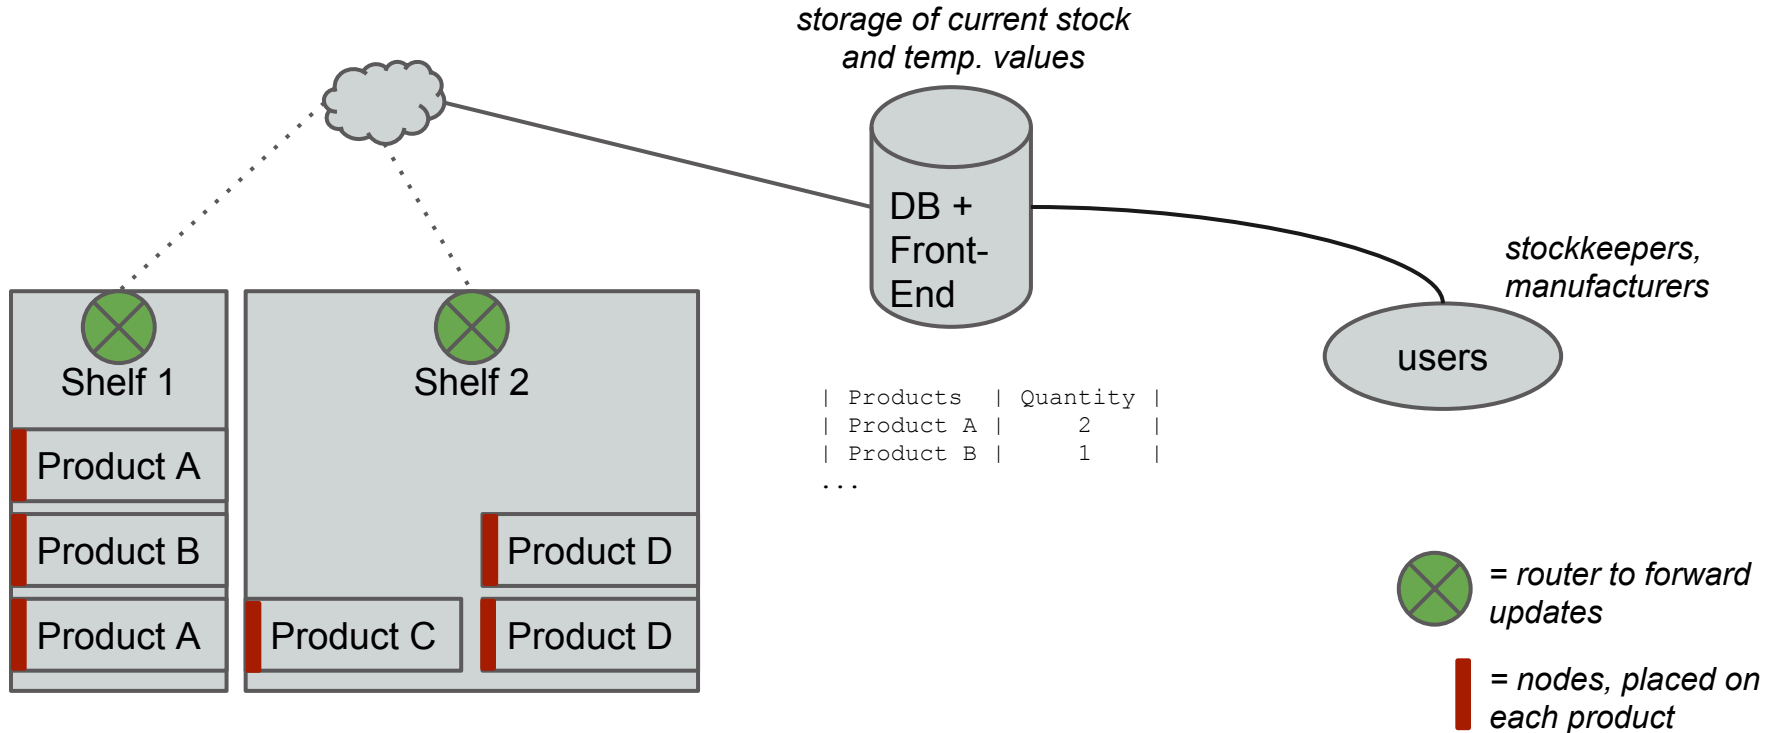 storage of current stock
and temp. values
DB +
Front-
End
stockkeepers,
manufacturers
users
Shelf 1
Shelf 2
Product A
Product B
Product A
Product C
Product D
Product D
| Products | Quantity |
| Product A | 2 |
| Product B | 1 |
...
= router to forward
updates
= nodes, placed on
each product